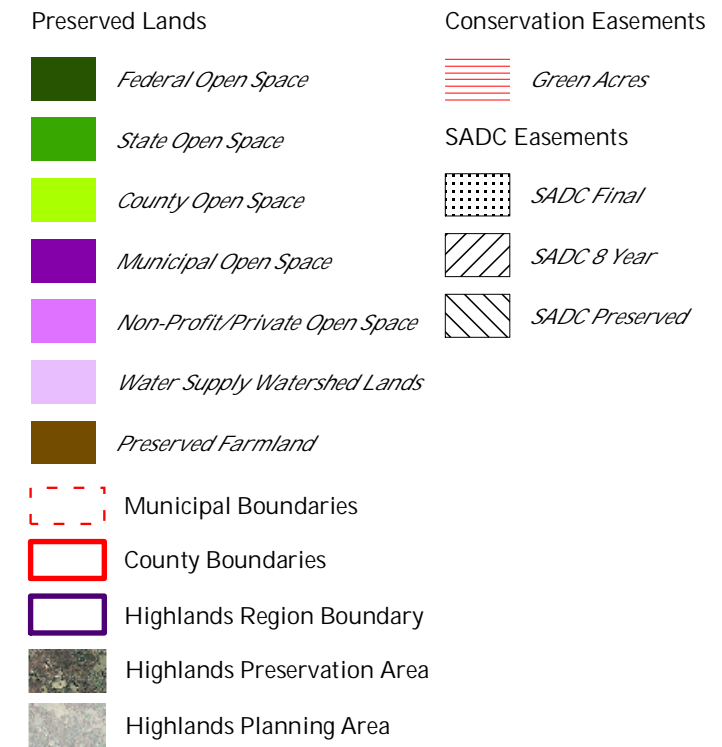 Preserved Lands
Federal Open Space
State Open Space
County Open Space
Municipal Open Space
Non-Profit/Private Open Space
Water Supply Watershed Lands
Preserved Farmland
Municipal Boundaries
County Boundaries
Highlands Region Boundary
Highlands Preservation Area
Highlands Planning Area
Conservation Easements
Green Acres
SADC Easements
SADC Final
SADC 8 Year
SADC Preserved